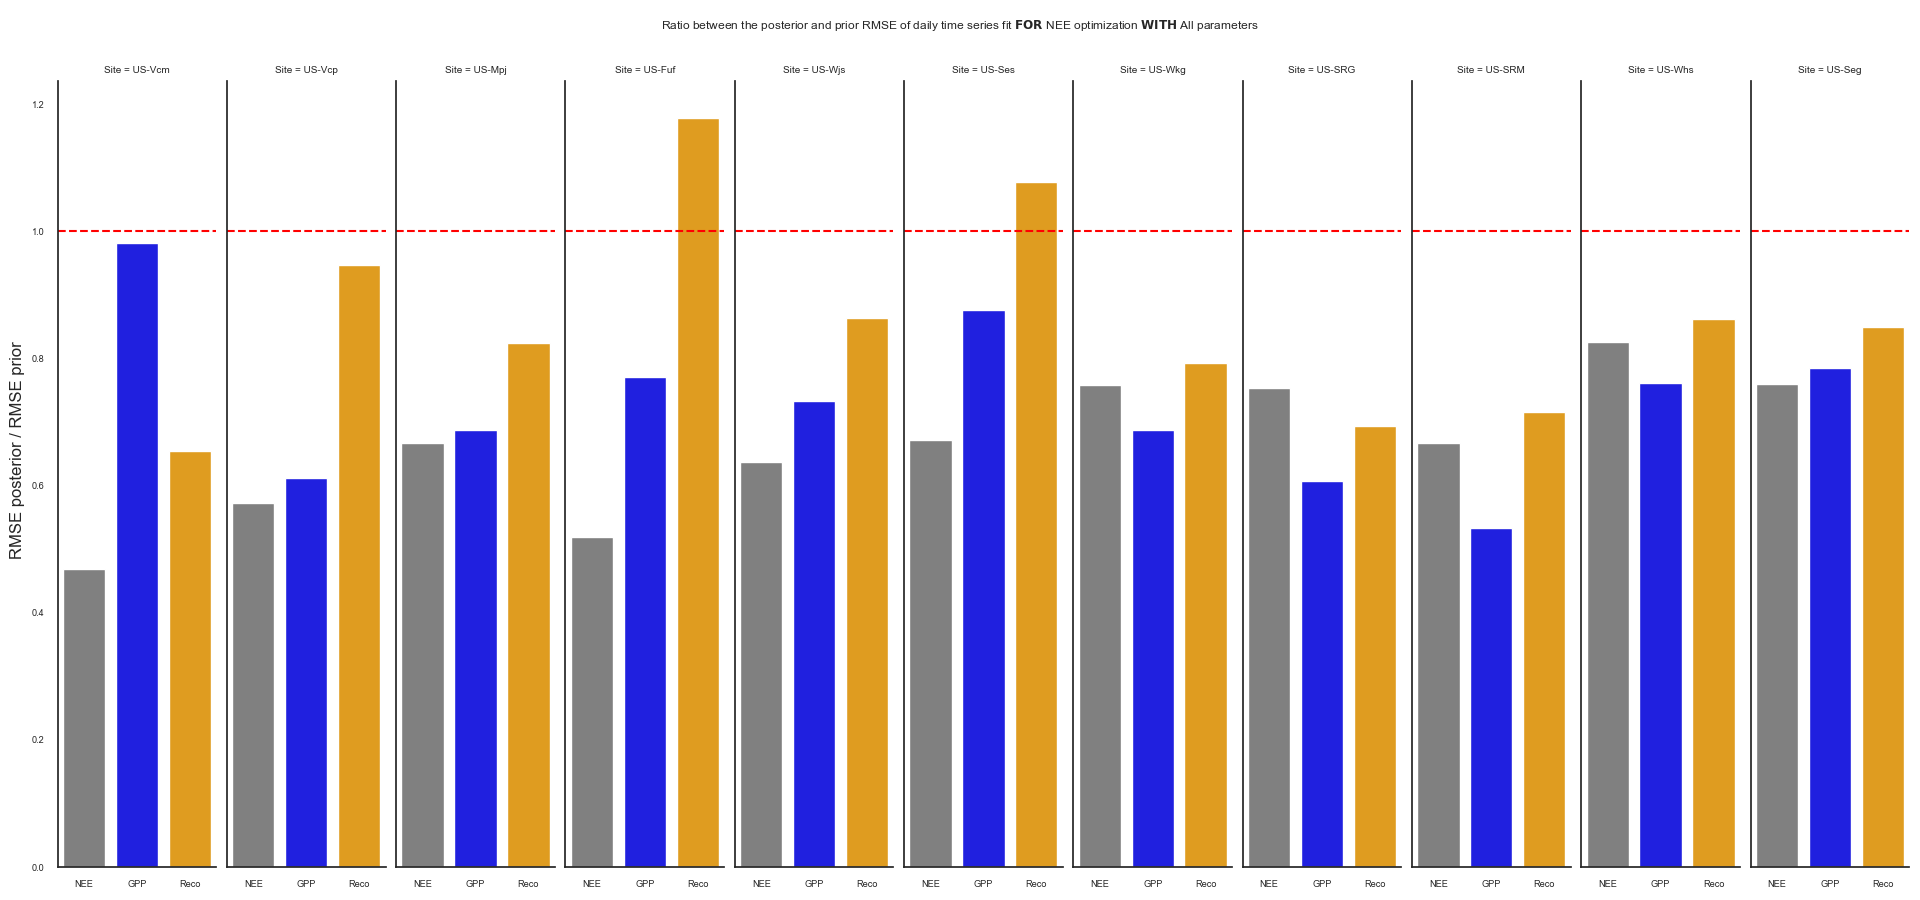 Ratio between the posterior and prior RMSE of daily time series fit FOR NEE optimization WITH All parameters
Site = US-Vcm
Site = US-Vcp
Site = US-Mpj
Site = US-Fuf
Site = US-Wjs
Site = US-Ses
Site = US-Wkg
Site = US-SRG
Site = US-SRM
Site = US-Whs
Site = US-Seg
RMSE posterior / RMSE prior
1.2
1.0
0.8
0.6
0.4
0.2
0.0
NEE GPP Reco
NEE GPP Reco
NEE GPP Reco
NEE GPP Reco
NEE GPP Reco
NEE GPP Reco
NEE GPP Reco
NEE GPP Reco
NEE GPP Reco
NEE GPP Reco
NEE GPP Reco